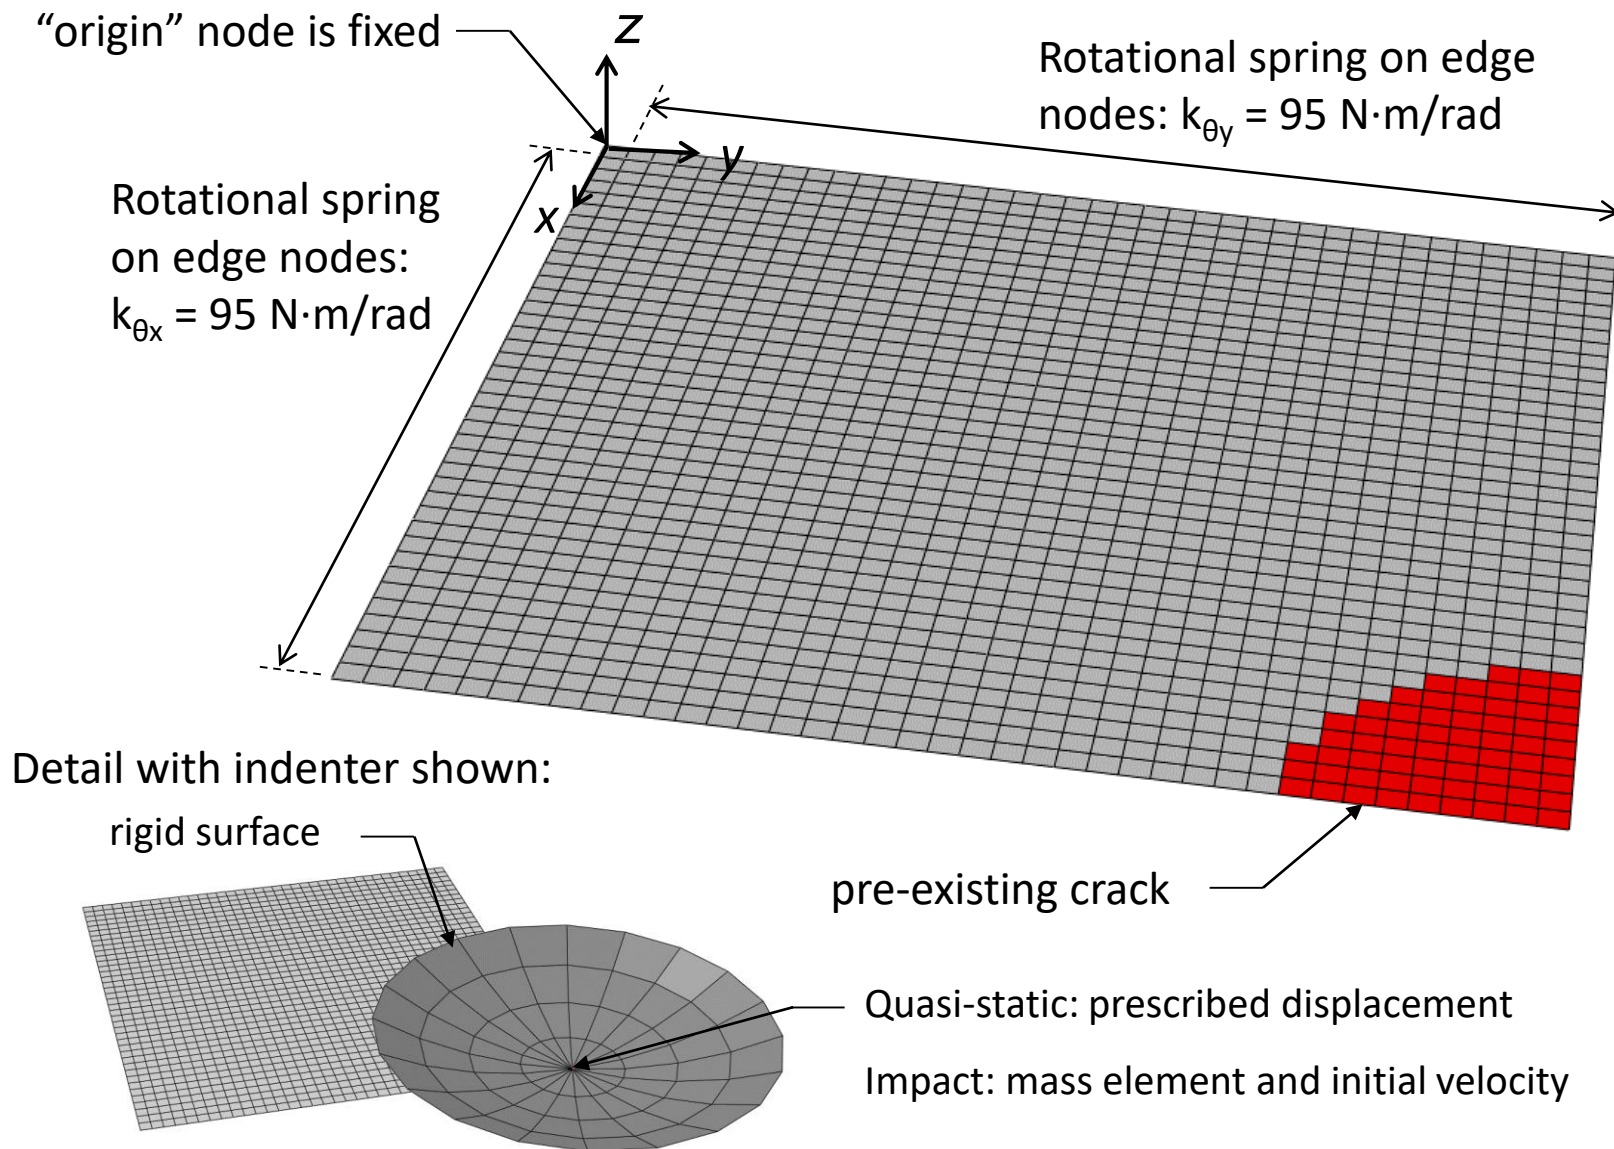 “origin” node is fixed
z
Rotational spring on edge
nodes: kθy = 95 N·m/rad
y
x
Rotational spring
on edge nodes:
kθx = 95 N·m/rad
Detail with indenter shown:
rigid surface
pre-existing crack
Quasi-static: prescribed displacement
Impact: mass element and initial velocity